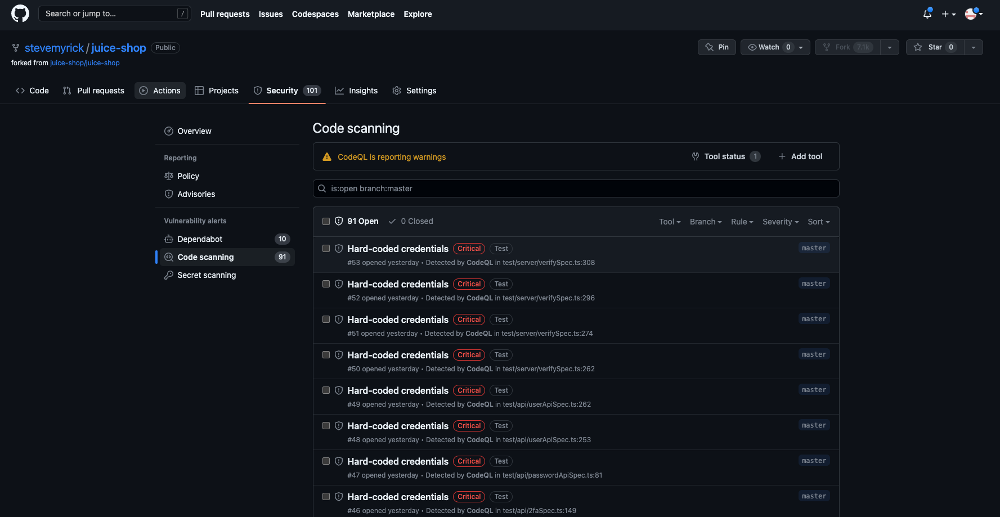 Search or jump to... /
Pull requests Issues Codespaces Marketplace Explore
stevemyrick / juice-shop Public
Pin Watch 0 Fork 7.1k Star 0
forked from juice-shop/juice-shop
Code Pull requests Actions Projects Security 101 Insights Settings
Overview
Reporting
Policy
Advisories
Vulnerability alerts
Dependabot 10
Code scanning 91
Secret scanning
Code scanning
CodeQL is reporting warnings Tool status 1 Add tool
is:open branch:master
91 Open 0 Closed Tool Branch Rule Severity Sort
Hard-coded credentials Critical Test master
#53 opened yesterday • Detected by CodeQL in test/server/verifySpec.ts:308
Hard-coded credentials Critical Test master
#52 opened yesterday • Detected by CodeQL in test/server/verifySpec.ts:296
Hard-coded credentials Critical Test master
#51 opened yesterday • Detected by CodeQL in test/server/verifySpec.ts:274
Hard-coded credentials Critical Test master
#50 opened yesterday • Detected by CodeQL in test/server/verifySpec.ts:262
Hard-coded credentials Critical Test master
#49 opened yesterday • Detected by CodeQL in test/api/userApiSpec.ts:262
Hard-coded credentials Critical Test master
#48 opened yesterday • Detected by CodeQL in test/api/userApiSpec.ts:253
Hard-coded credentials Critical Test master
#47 opened yesterday • Detected by CodeQL in test/api/passwordApiSpec.ts:81
Hard-coded credentials Critical Test master
#46 opened yesterday • Detected by CodeQL in test/api/2faSpec.ts:149